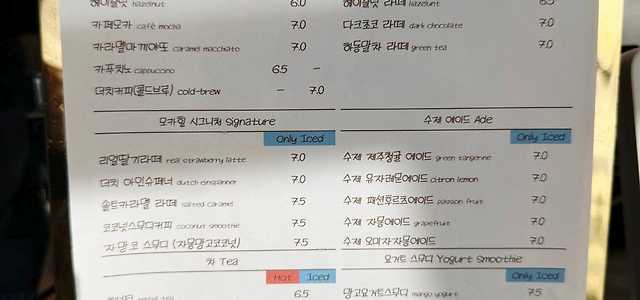 헤이즐넛 hazelnut 6.0
카페모카 café mocha 7.0
카라멜마끼아또 caramel macchiato 7.0
카푸치노 cappuccino 6.5 –
더치커피(콜드브루) cold-brew – 7.0
모카힐 시그니처 Signature
Only Iced
리얼딸기라떼 real strawberry latte 7.0
더치 아인슈페너 dutch einspanner 7.0
솔트카라멜 라떼 salted caramel 7.5
코코넛스무디커피 coconut smoothie 7.5
자망코 스무디 (자몽망고코코넛) 7.5
차 Tea
Hot Iced
6.5
헤이즐넛 라떼 hazelunt 6.5
다크쵸코 라떼 dark chocolate 7.0
하동말차 라떼 green tea 7.0
수제 에이드 Ade
Only Iced
수제 제주청귤 에이드 green tangerine 7.0
수제 유자레몬에이드 citron lemon 7.0
수제 패션후르츠에이드 passion fruit 7.0
수제 자몽에이드 grapefruit 7.0
수제 오미자자몽에이드 7.0
요거트 스무디 Yogurt Smoothie
Only Iced
망고요거트스무디 mango yogurt 7.5